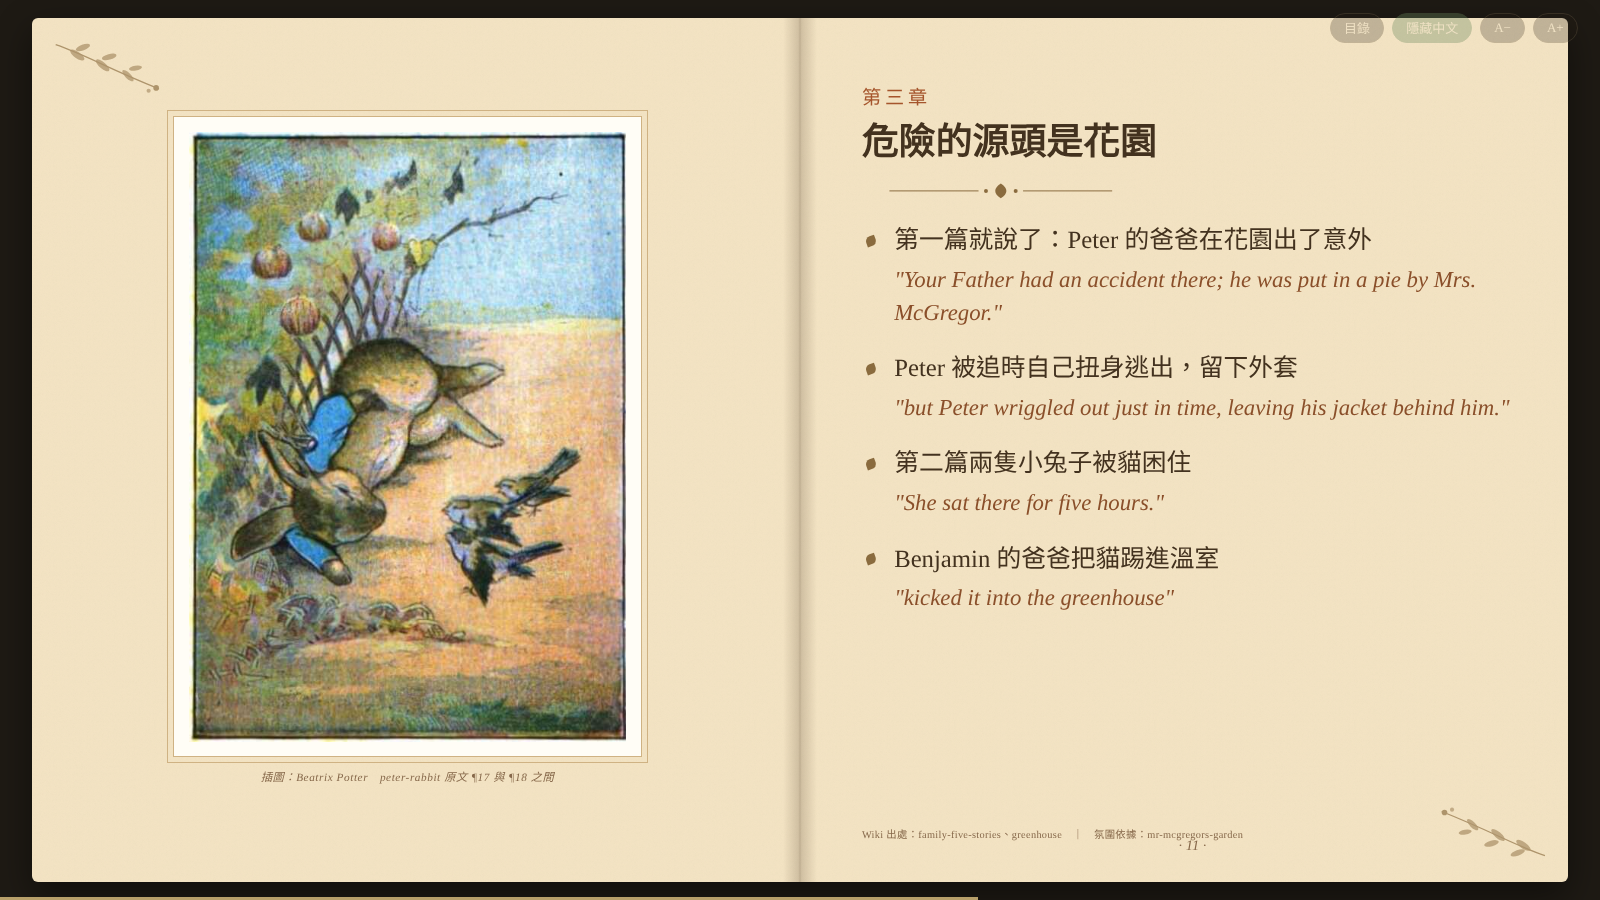 目錄
隱藏中文
A−
A+
第三章
危險的源頭是花園
第一篇就說了：Peter 的爸爸在花園出了意外
"Your Father had an accident there; he was put in a pie by Mrs.
McGregor."
Peter 被追時自己扭身逃出，留下外套
"but Peter wriggled out just in time, leaving his jacket behind him."
第二篇兩隻小兔子被貓困住
"She sat there for five hours."
Benjamin 的爸爸把貓踢進溫室
"kicked it into the greenhouse"
插圖：Beatrix Potter peter-rabbit 原文 ¶17 與 ¶18 之間
Wiki 出處：family-five-stories、greenhouse ｜ 氛圍依據：mr-mcgregors-garden
· 11 ·